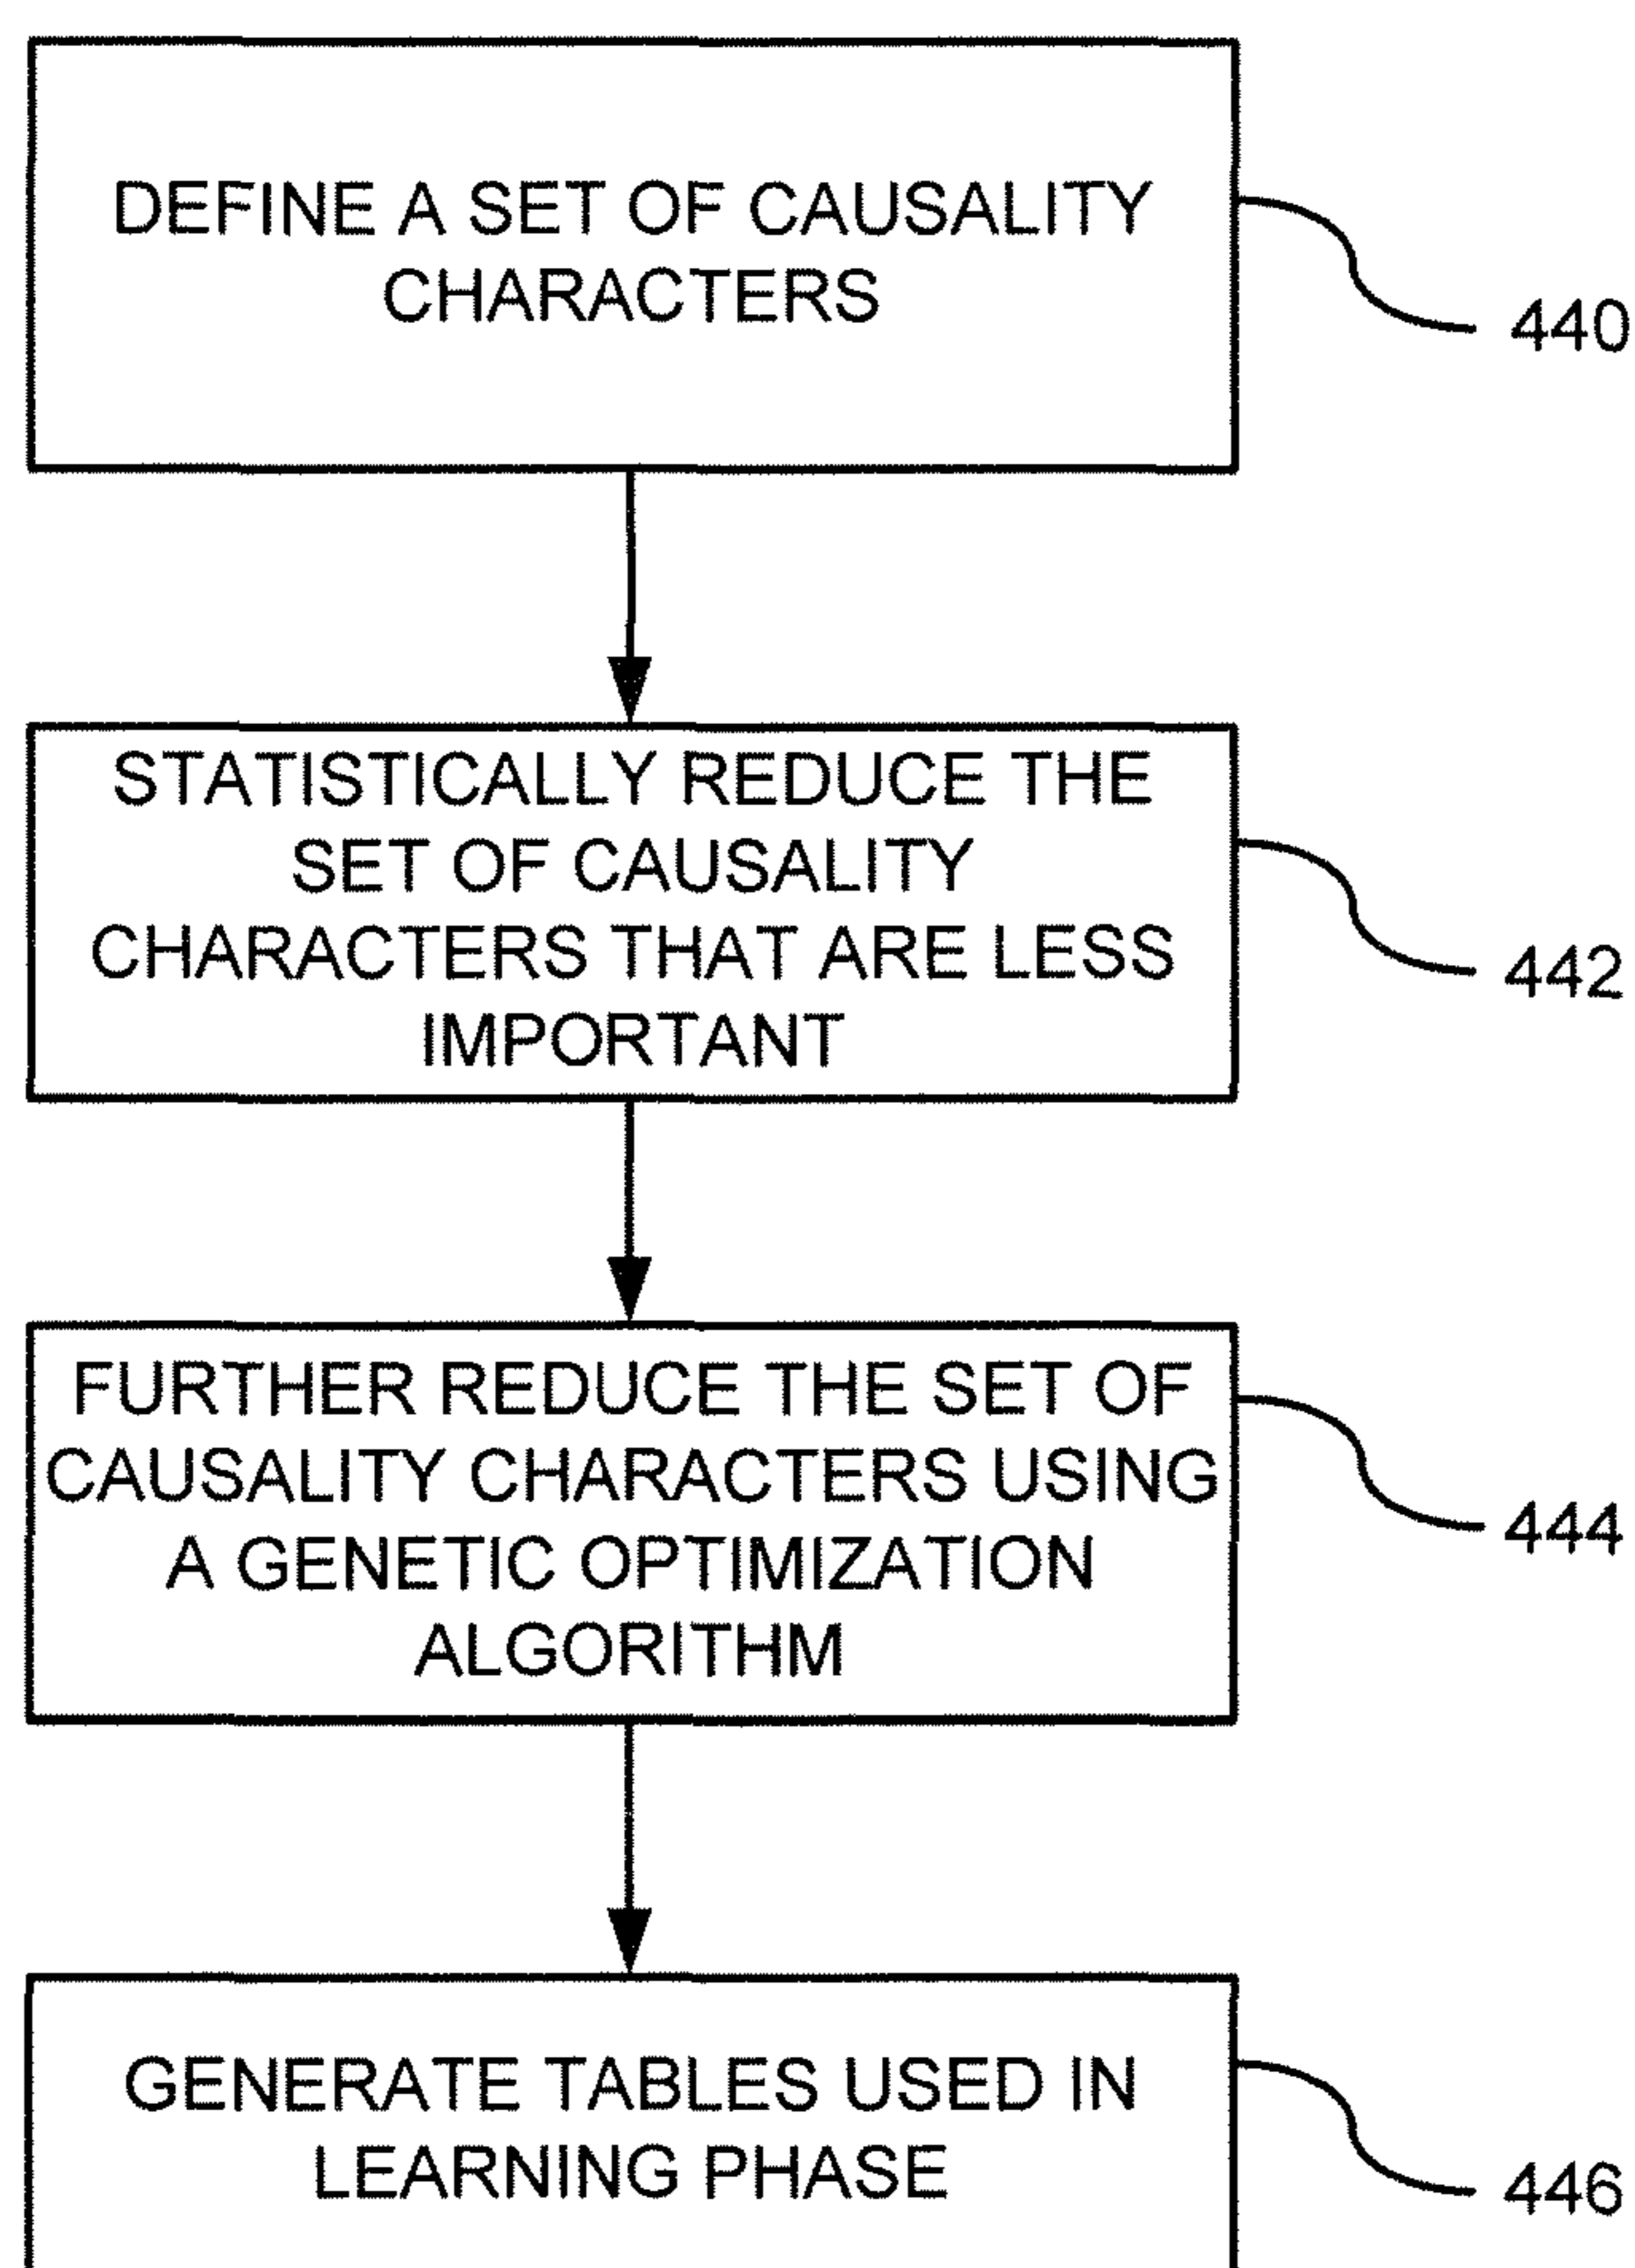 DEFINE A SET OF CAUSALITY
CHARACTERS
440
STATISTICALLY REDUCE THE
SET OF CAUSALITY
CHARACTERS THAT ARE LESS
IMPORTANT
442
FURTHER REDUCE THE SET OF
CAUSALITY CHARACTERS USING
A GENETIC OPTIMIZATION
ALGORITHM
444
GENERATE TABLES USED IN
LEARNING PHASE
446